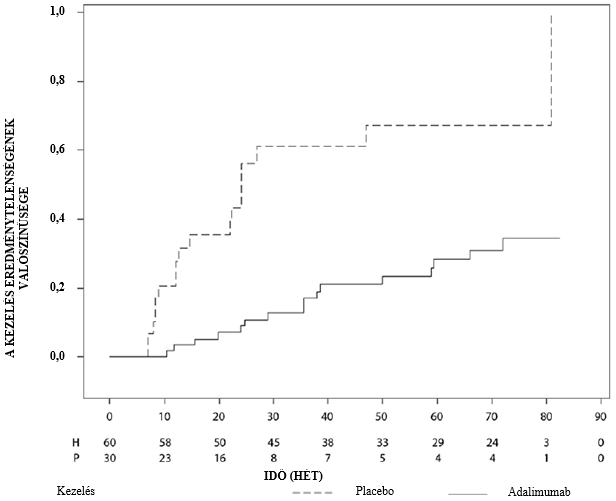 1,0
0,8
0,6
0,4
0,2
0,0
A KEZELÉS EREDMÉNYTELENSÉGÉNEK
VALÓSZÍNŰSÉGE
0 10 20 30 40 50 60 70 80 90
H 60 58 50 45 38 33 29 24 3 0
P 30 23 16 8 7 5 4 4 1 0
IDŐ (HÉT)
Kezelés Placebo Adalimumab